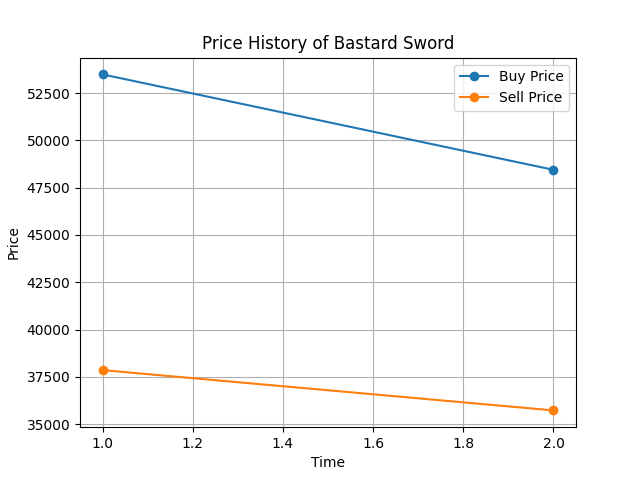 Price History of Bastard Sword
Buy Price
Sell Price
52500
50000
47500
45000
42500
40000
37500
35000
Price
1.0 1.2 1.4 1.6 1.8 2.0
Time